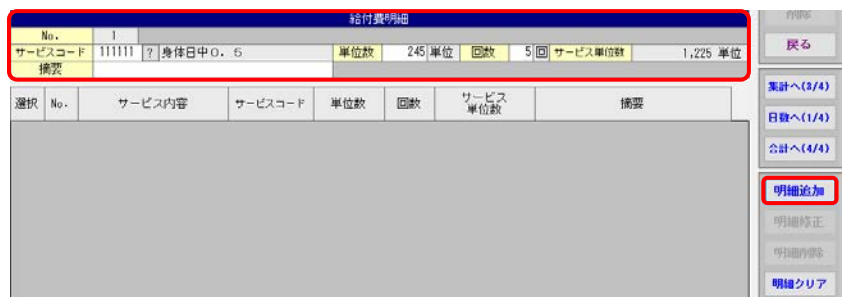 給付費明細
No. 1
サービスコード 111111 ? 身体日中0.5 単位数 245 単位 回数 5 回 サービス単位数 1,225 単位
摘要
選択 No. サービス内容 サービスコード 単位数 回数 サービス単位数 摘要
削除
戻る
集計へ(3/4)
日数へ(1/4)
合計へ(4/4)
明細追加
明細修正
明細削除
明細クリア